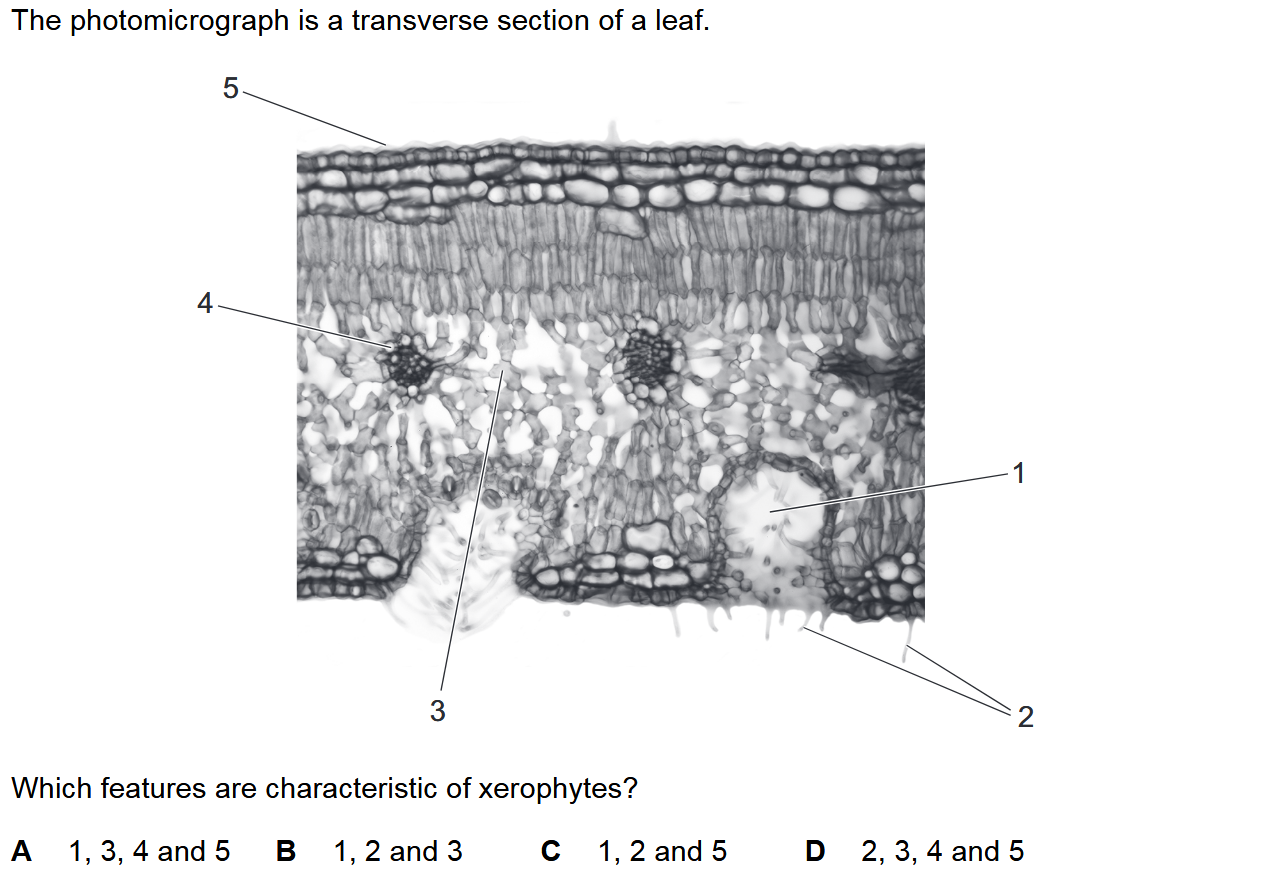 The photomicrograph is a transverse section of a leaf.
5
4
1
3
2
Which features are characteristic of xerophytes?
A 1, 3, 4 and 5 B 1, 2 and 3 C 1, 2 and 5 D 2, 3, 4 and 5